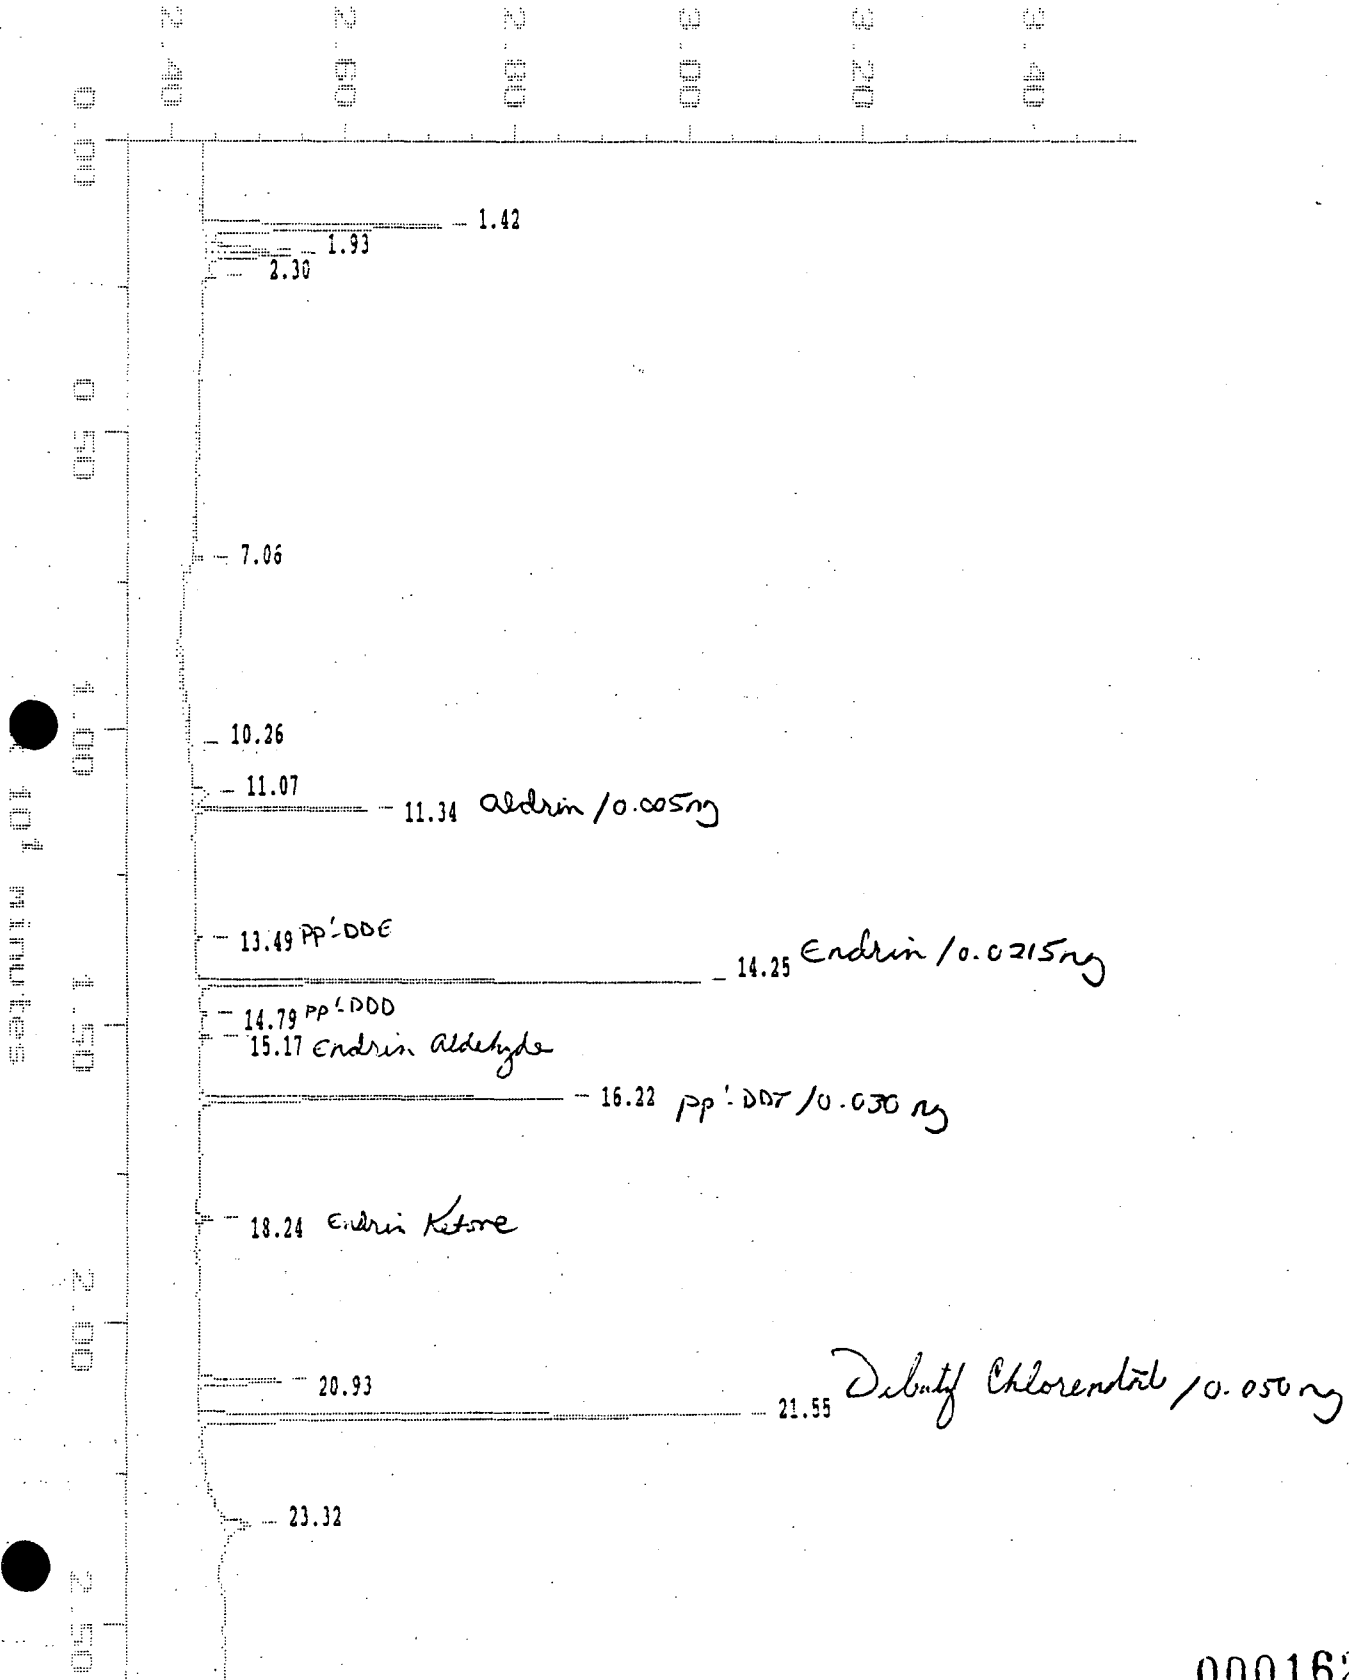 2.40 2.60 2.80 3.00 3.20 3.40
0.00
1.42
1.93
2.30
0.50
7.06
1.00
10.26
11.07
11.34 aldrin /0.005ng
x 10¹ minutes
13.49 PP'-DDE
14.25 Endrin /0.0215ng
1.50
14.79 PP'-DDD
15.17 Endrin Aldehyde
16.22 pp'-DDT /0.030 ng
18.24 Endrin Ketone
2.00
20.93
21.55 Dibutyl Chlorendate /0.050 ng
23.32
2.50